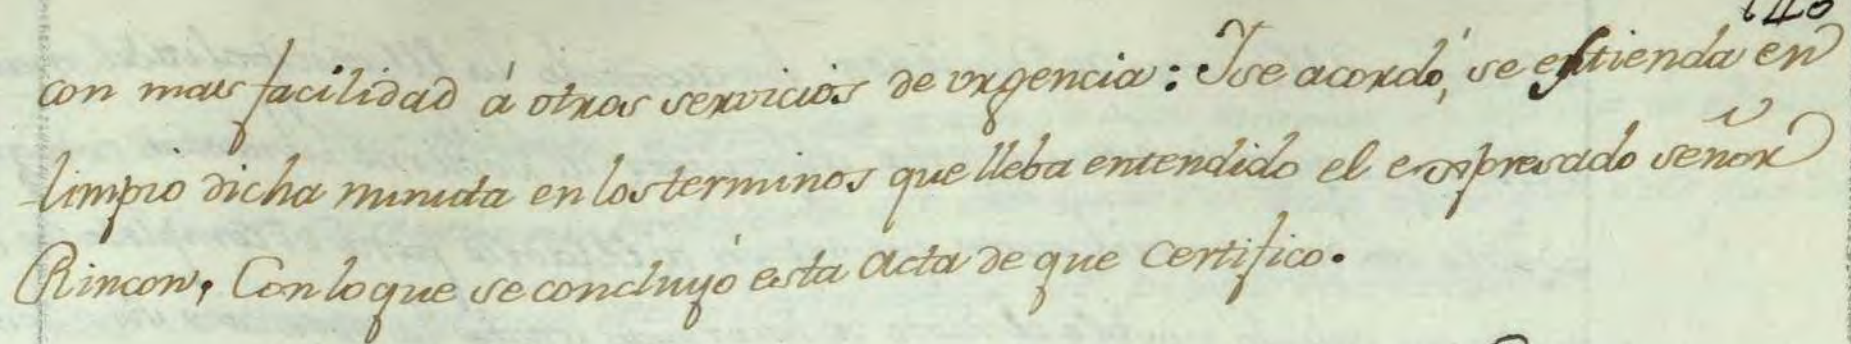 con mas facilidad á otros servicios de urgencia: Y se acordó, se estienda en
limpio dicha minuta en los terminos que lleba entendido el expresado señor
Rincon, Con lo que se concluyó esta Acta de que Certifico.